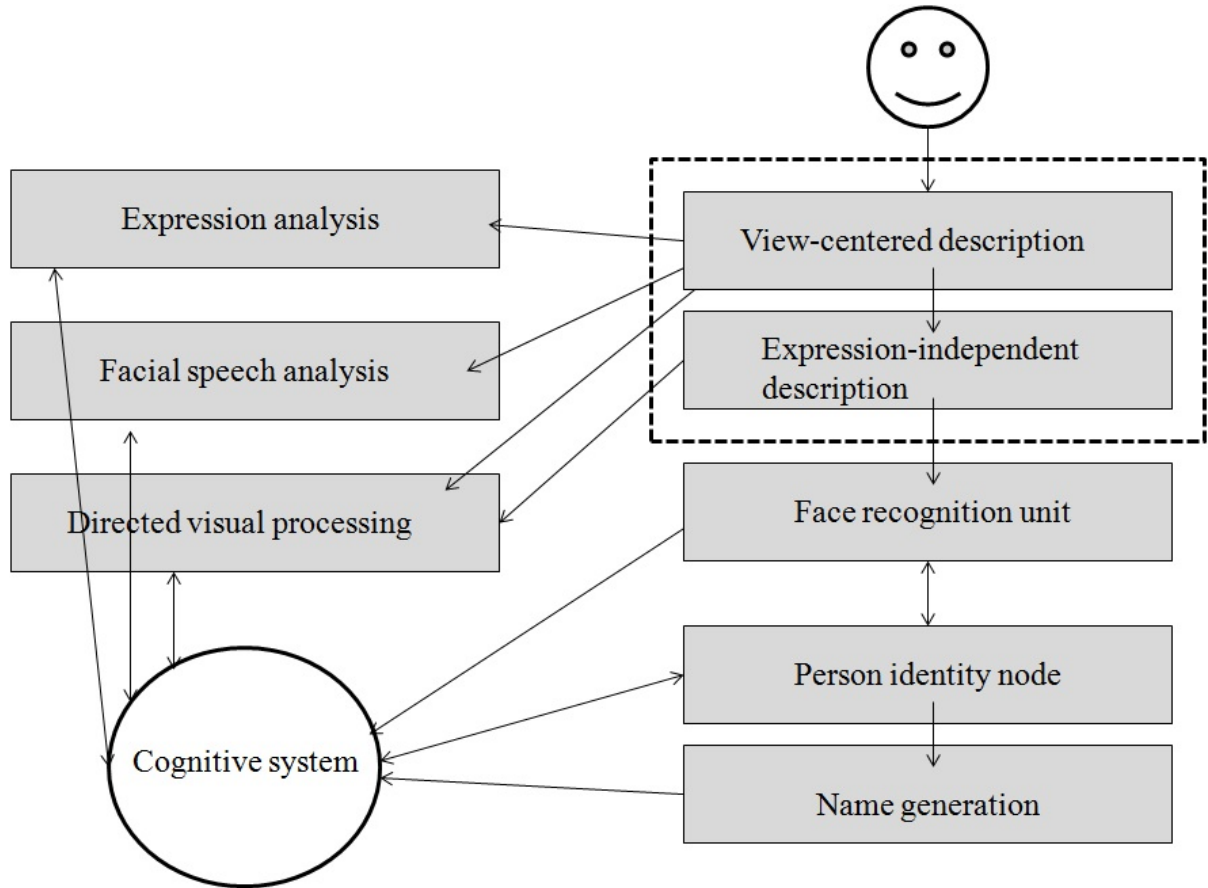 Expression analysis
View-centered description
Facial speech analysis
Expression-independent
description
Directed visual processing
Face recognition unit
Person identity node
Cognitive system
Name generation